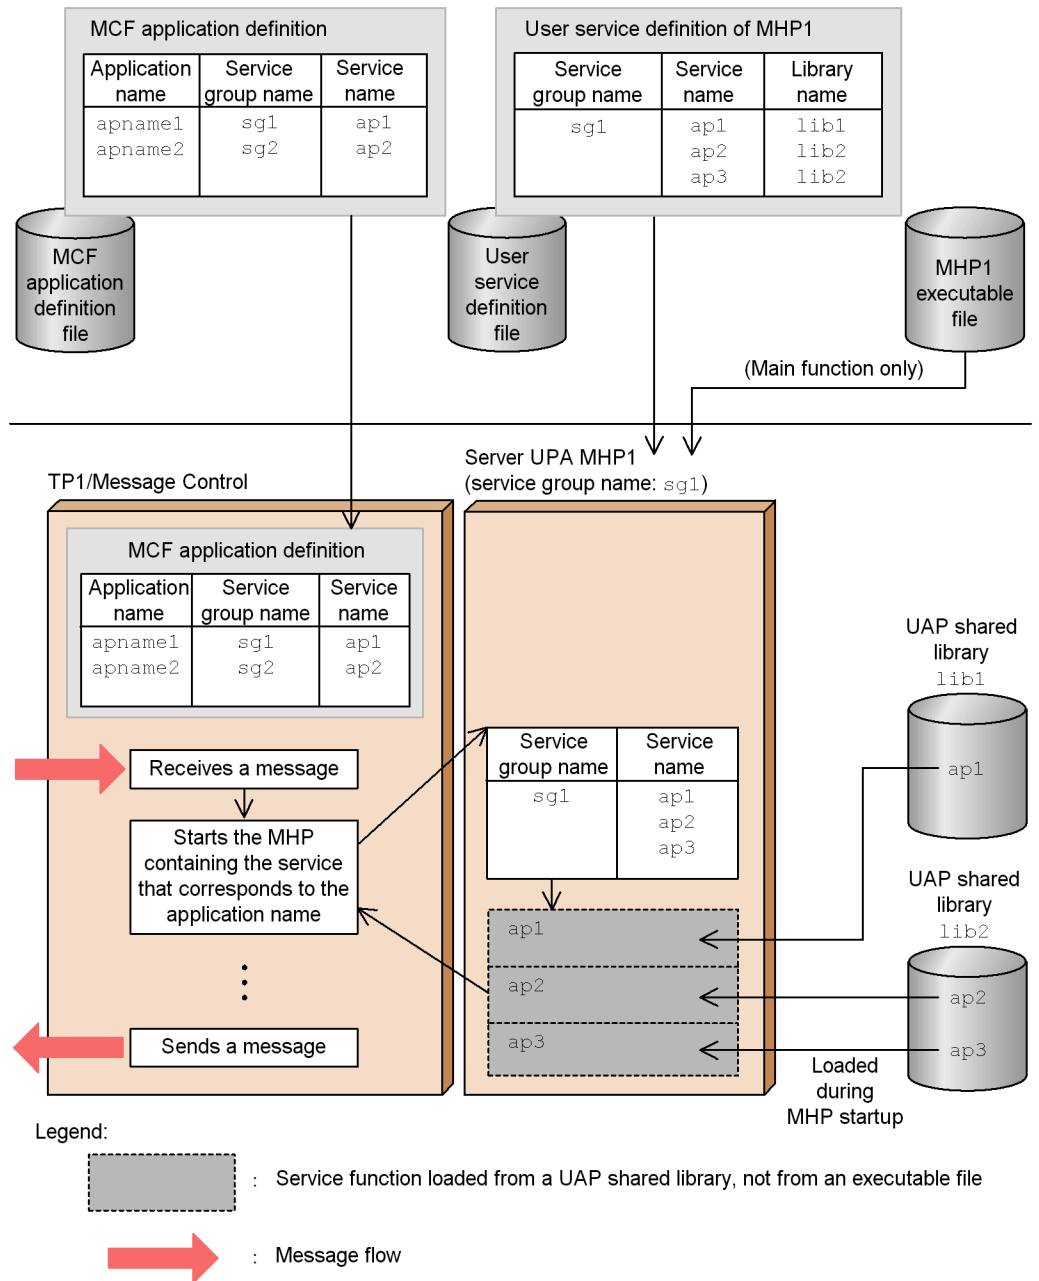 MCF application definition
Application name
Service group name
Service name
apname1 sg1 ap1
apname2 sg2 ap2
User service definition of MHP1
Service group name
Service name
Library name
sg1 ap1 lib1
ap2 lib2
ap3 lib2
MCF
application
definition
file
User
service
definition
file
MHP1
executable
file
(Main function only)
TP1/Message Control
Server UPA MHP1
(service group name: sg1)
MCF application definition
Application name
Service group name
Service name
apname1 sg1 ap1
apname2 sg2 ap2
Receives a message
Starts the MHP
containing the service
that corresponds to the
application name
Sends a message
Service group name
Service name
sg1 ap1
ap2
ap3
ap1
ap2
ap3
UAP shared
library
lib1
ap1
UAP shared
library
lib2
ap2
ap3
Loaded
during
MHP startup
Legend:
: Service function loaded from a UAP shared library, not from an executable file
: Message flow